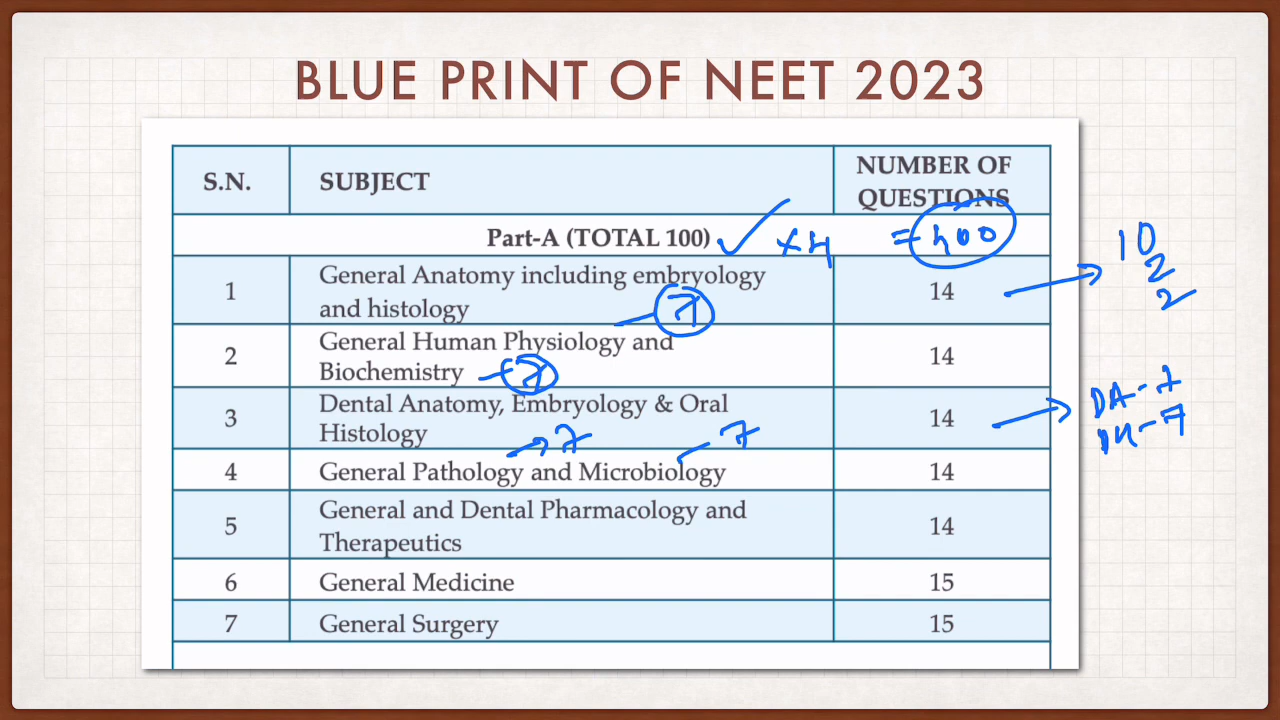 BLUE PRINT OF NEET 2023
S.N. SUBJECT NUMBER OF
QUESTIONS
Part-A (TOTAL 100) ×4 = 400
1 General Anatomy including embryology
and histology 7 14 10
2
2
2 General Human Physiology and
Biochemistry 7 14
3 Dental Anatomy, Embryology & Oral
Histology 14 DA - 7
DH - 7
7 7
4 General Pathology and Microbiology 14
5 General and Dental Pharmacology and
Therapeutics 14
6 General Medicine 15
7 General Surgery 15